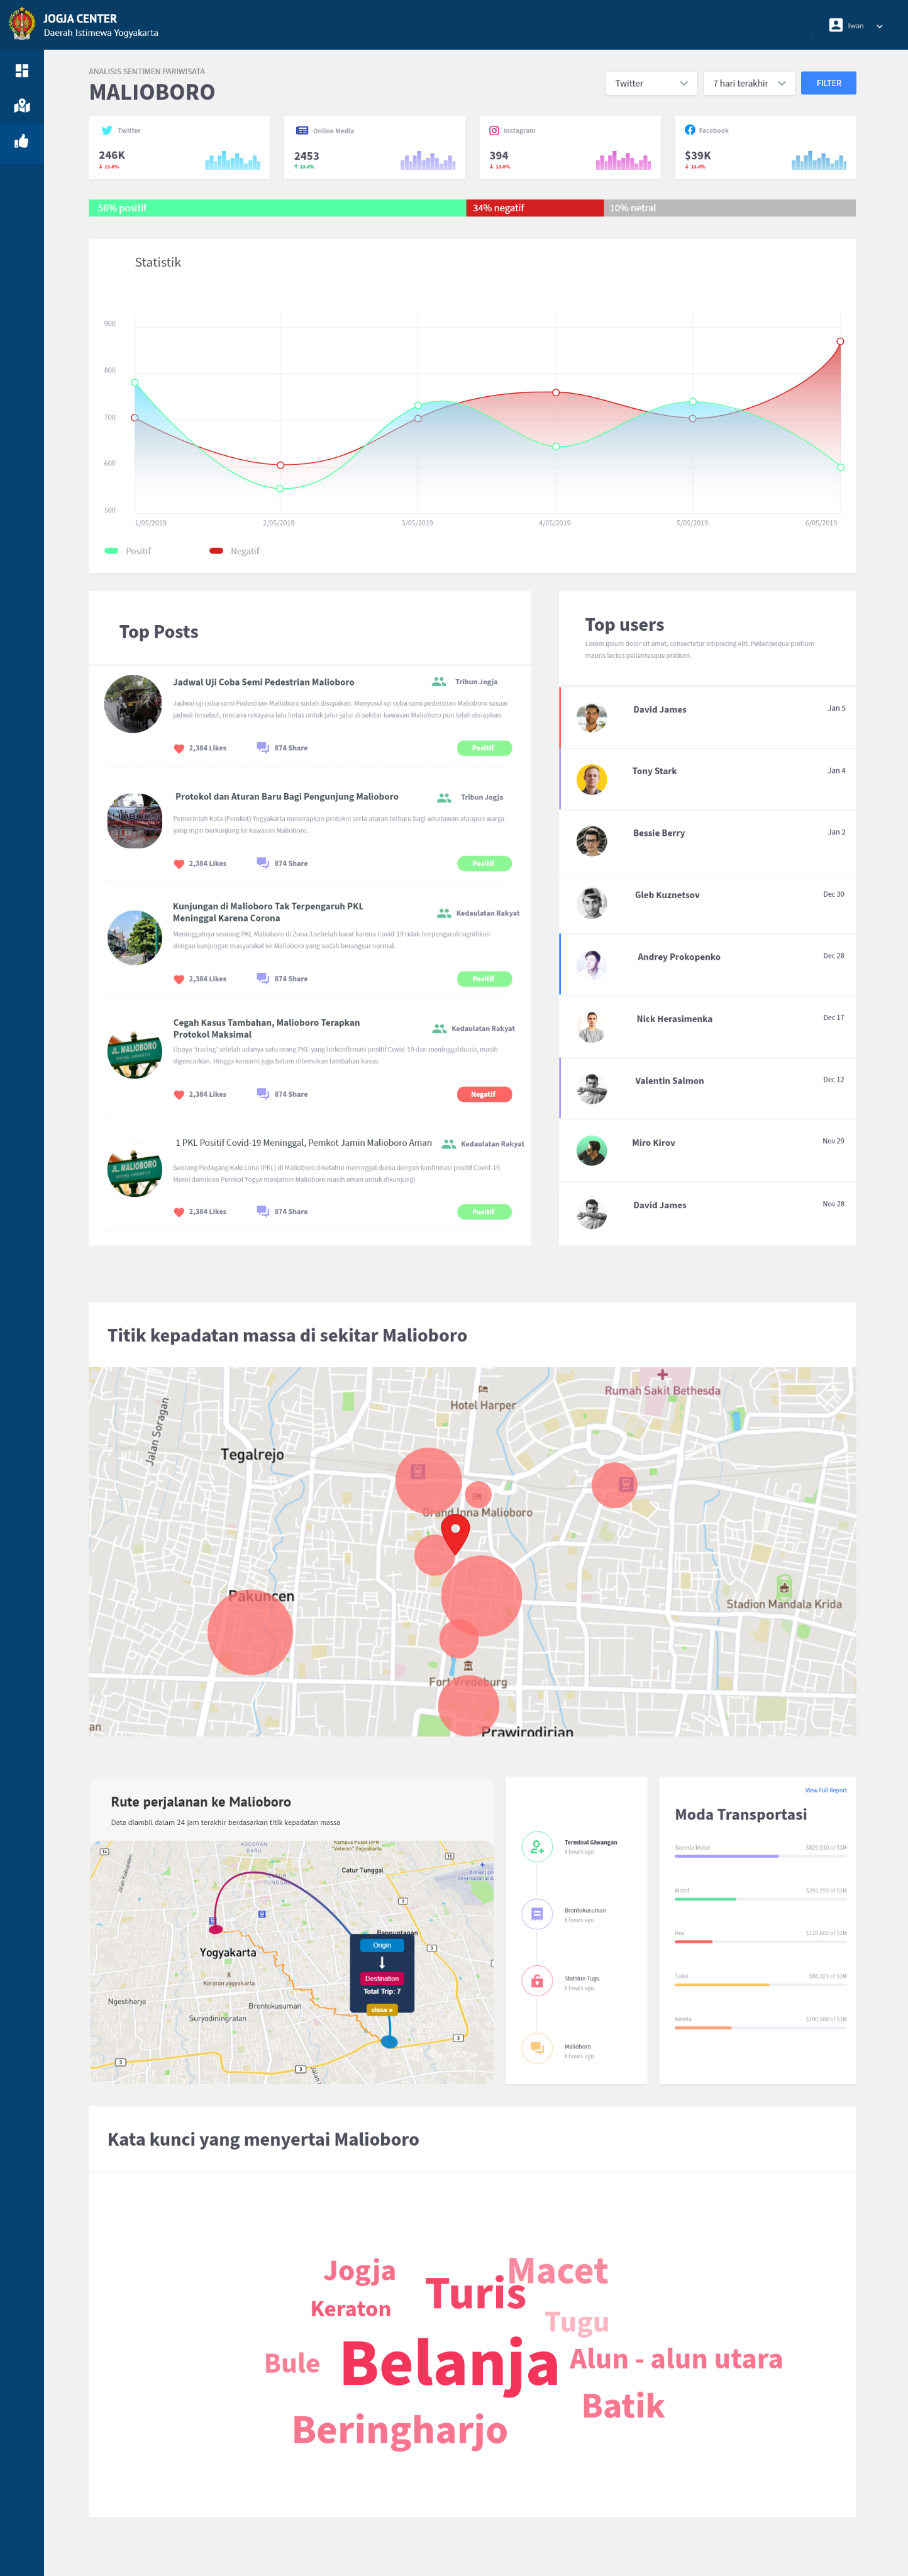 JOGJA CENTER
Daerah Istimewa Yogyakarta
Iwan
ANALISIS SENTIMEN PARIWISATA
MALIOBORO
Twitter
7 hari terakhir
FILTER
Twitter
246K
13.8%
Online Media
2453
13.8%
Instagram
394
13.8%
Facebook
$39K
13.8%
56% positif
34% negatif
10% netral
Statistik
900
800
700
600
500
1/05/2019
2/05/2019
3/05/2019
4/05/2019
5/05/2019
6/05/2019
Positif
Negatif
Top Posts
Jadwal Uji Coba Semi Pedestrian Malioboro
Tribun Jogja
Jadwal uji coba semi pedestrian Malioboro sudah disepakati. Menyusul uji coba semi pedestrian Malioboro sesuai
jadwal tersebut, rencana rekayasa lalu lintas untuk jalur-jalur di sekitar kawasan Malioboro pun telah disiapkan.
2,384 Likes
874 Share
Positif
Protokol dan Aturan Baru Bagi Pengunjung Malioboro
Tribun Jogja
Pemerintah Kota (Pemkot) Yogyakarta menerapkan protokol serta aturan terbaru bagi wisatawan ataupun warga
yang ingin berkunjung ke kawasan Malioboro.
2,384 Likes
874 Share
Positif
Kunjungan di Malioboro Tak Terpengaruh PKL
Meninggal Karena Corona
Kedaulatan Rakyat
Meninggalnya seorang PKL Malioboro di Zona 3 sebelah barat karena Covid-19 tidak berpengaruh signifikan
dengan kunjungan masyarakat ke Malioboro yang sudah berangsur normal.
2,384 Likes
874 Share
Positif
Cegah Kasus Tambahan, Malioboro Terapkan
Protokol Maksimal
Kedaulatan Rakyat
Upaya 'tracing' setelah adanya satu orang PKL yang terkonfirmasi positif Covid-19 dan meninggaldunia, masih
digencarkan. Hingga kemarin juga belum ditemukan tambahan kasus.
JL. MALIOBORO
2,384 Likes
874 Share
Negatif
1 PKL Positif Covid-19 Meninggal, Pemkot Jamin Malioboro Aman
Kedaulatan Rakyat
Seorang Pedagang Kaki Lima (PKL) di Malioboro diketahui meninggal dunia dengan konfirmasi positif Covid-19.
Meski demikian Pemkot Yogya menjamin Malioboro masih aman untuk dikunjungi
JL. MALIOBORO
2,384 Likes
874 Share
Positif
Top users
Lorem ipsum dolor sit amet, consectetur adipiscing elit. Pellentesque pretium
mauris lectus pellentesque pretium.
David James
Jan 5
Tony Stark
Jan 4
Bessie Berry
Jan 2
Gleb Kuznetsov
Dec 30
Andrey Prokopenko
Dec 28
Nick Herasimenka
Dec 17
Valentin Salmon
Dec 12
Miro Kirov
Nov 29
David James
Nov 28
Titik kepadatan massa di sekitar Malioboro
Rumah Sakit Bethesda
Hotel Harper
Jalan Soragan
Tegalrejo
Grand Inna Malioboro
Pakuncen
Stadion Mandala Krida
Fort Vredeburg
an
Prawirodirjan
Rute perjalanan ke Malioboro
Data diambil dalam 24 jam terakhir berdasarkan titik kepadatan massa
Kampus Pusat UPN
"Veteran" Yogyakarta
Catur Tunggal
Yogyakarta
Keraton yogyakarta
Ngestiharjo
Brontokusuman
Suryodiningratan
Banguntapan
Origin
Destination
Total Trip: 7
close x
3
3
3
3
Terminal Giwangan
4 hours ago
Brontokusuman
8 hours ago
Statsiun Tugu
8 hours ago
Malioboro
8 hours ago
View Full Report
Moda Transportasi
Sepeda Motor
$829,910 of $1M
Mobil
$293,793 of $1M
Bus
$128,603 of $1M
Taksi
$98,321 of $1M
Kereta
$190,500 of $1M
Kata kunci yang menyertai Malioboro
Jogja
Macet
Turis
Keraton
Tugu
Bule
Belanja
Alun - alun utara
Batik
Beringharjo